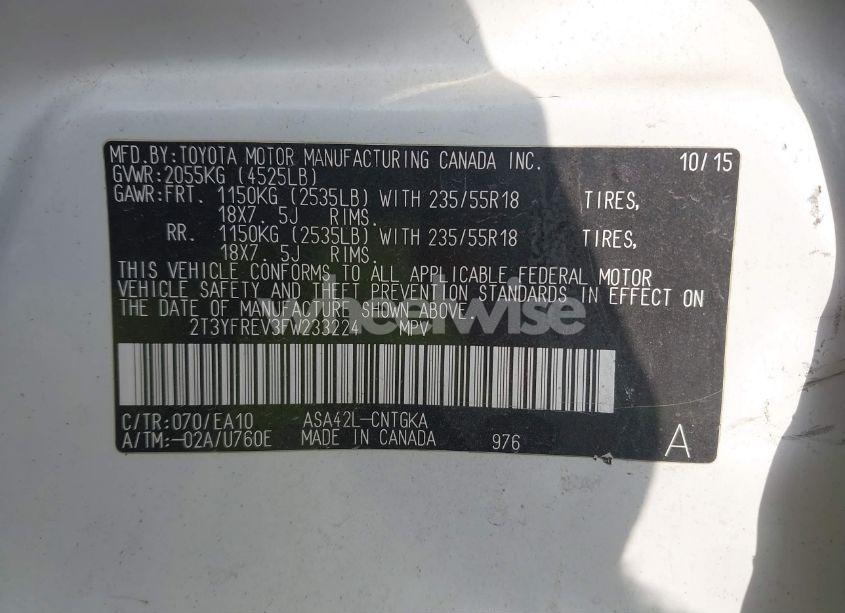 MFD.BY:TOYOTA MOTOR MANUFACTURING CANADA INC. 10/15
GVWR:2055KG (4525LB)
GAWR:FRT. 1150KG (2535LB) WITH 235/55R18 TIRES,
18X7. 5J RIMS.
RR. 1150KG (2535LB) WITH 235/55R18 TIRES,
18X7. 5J RIMS.
THIS VEHICLE CONFORMS TO ALL APPLICABLE FEDERAL MOTOR
VEHICLE SAFETY AND THEFT PREVENTION STANDARDS IN EFFECT ON
THE DATE OF MANUFACTURE SHOWN ABOVE.
2T3YFREV3FW233224 MPV
wheelwise
C/TR:070/EA10 ASA42L-CNTGKA
A/TM:-02A/U760E MADE IN CANADA 976 A